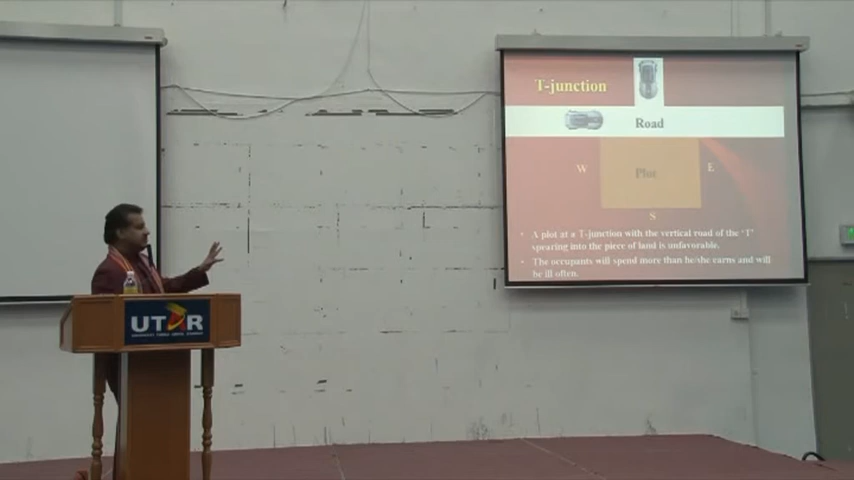 T-junction
Road
Plot
W
E
S
• A plot at a T-junction with the vertical road of the "T"
spearing into the piece of land is unfavorable.
• The occupants will spend more than he/she earns and will
be ill often.
UTAR